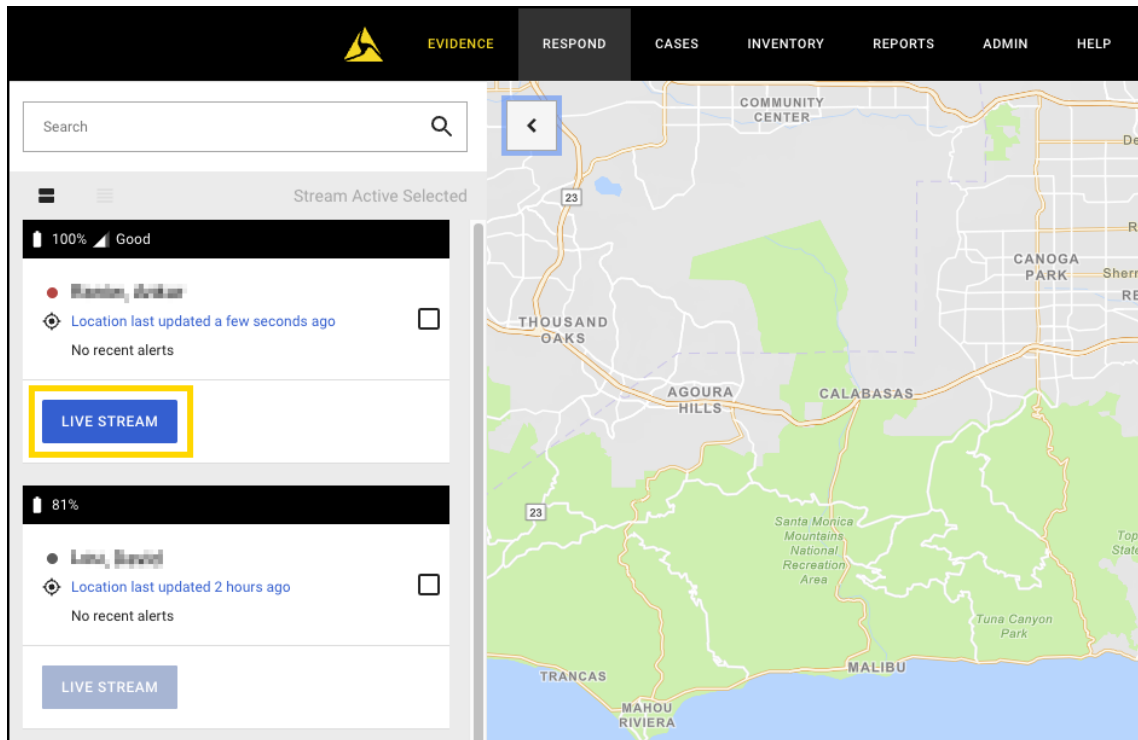 EVIDENCE RESPOND CASES INVENTORY REPORTS ADMIN HELP
Search
Stream Active Selected
100% Good
Location last updated a few seconds ago
No recent alerts
LIVE STREAM
81%
Location last updated 2 hours ago
No recent alerts
LIVE STREAM
COMMUNITY
CENTER
23
CANOGA
PARK
THOUSAND
OAKS
AGOURA
HILLS
CALABASAS
23
Santa Monica
Mountains
National
Recreation
Area
Tuna Canyon
Park
TRANCAS
MALIBU
MAHOU
RIVIERA